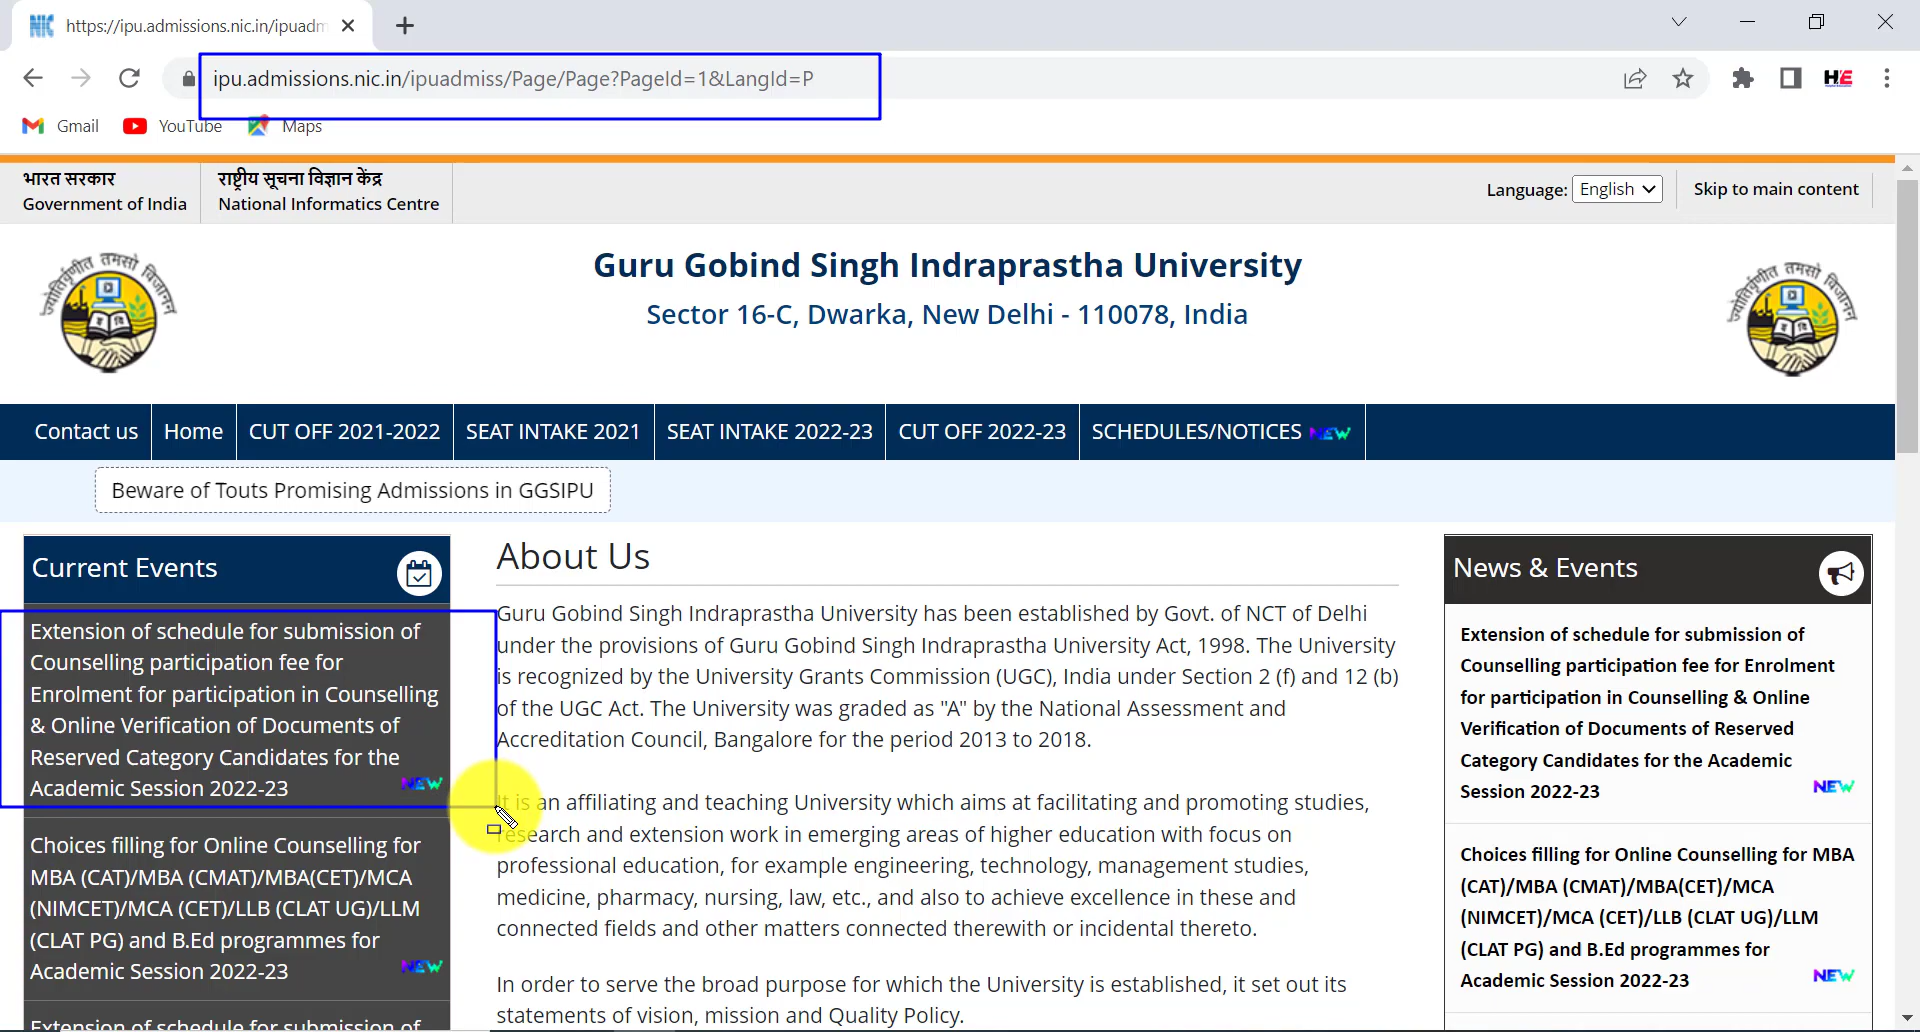 https://ipu.admissions.nic.in/ipuadm
ipu.admissions.nic.in/ipuadmiss/Page/Page?PageId=1&LangId=P
Gmail YouTube Maps
भारत सरकार
Government of India
राष्ट्रीय सूचना विज्ञान केंद्र
National Informatics Centre
Language: English Skip to main content
Guru Gobind Singh Indraprastha University
Sector 16-C, Dwarka, New Delhi - 110078, India
ज्योतिर्वृणीत तमसो विजानन
ज्योतिर्वृणीत तमसो विजानन
Contact us Home CUT OFF 2021-2022 SEAT INTAKE 2021 SEAT INTAKE 2022-23 CUT OFF 2022-23 SCHEDULES/NOTICES NEW
Beware of Touts Promising Admissions in GGSIPU
Current Events
Extension of schedule for submission of
Counselling participation fee for
Enrolment for participation in Counselling
& Online Verification of Documents of
Reserved Category Candidates for the
Academic Session 2022-23 NEW
Choices filling for Online Counselling for
MBA (CAT)/MBA (CMAT)/MBA(CET)/MCA
(NIMCET)/MCA (CET)/LLB (CLAT UG)/LLM
(CLAT PG) and B.Ed programmes for
Academic Session 2022-23 NEW
Extension of schedule for submission of
About Us
Guru Gobind Singh Indraprastha University has been established by Govt. of NCT of Delhi
under the provisions of Guru Gobind Singh Indraprastha University Act, 1998. The University
is recognized by the University Grants Commission (UGC), India under Section 2 (f) and 12 (b)
of the UGC Act. The University was graded as "A" by the National Assessment and
Accreditation Council, Bangalore for the period 2013 to 2018.
It is an affiliating and teaching University which aims at facilitating and promoting studies,
research and extension work in emerging areas of higher education with focus on
professional education, for example engineering, technology, management studies,
medicine, pharmacy, nursing, law, etc., and also to achieve excellence in these and
connected fields and other matters connected therewith or incidental thereto.
In order to serve the broad purpose for which the University is established, it set out its
statements of vision, mission and Quality Policy.
News & Events
Extension of schedule for submission of
Counselling participation fee for Enrolment
for participation in Counselling & Online
Verification of Documents of Reserved
Category Candidates for the Academic
Session 2022-23 NEW
Choices filling for Online Counselling for MBA
(CAT)/MBA (CMAT)/MBA(CET)/MCA
(NIMCET)/MCA (CET)/LLB (CLAT UG)/LLM
(CLAT PG) and B.Ed programmes for
Academic Session 2022-23 NEW